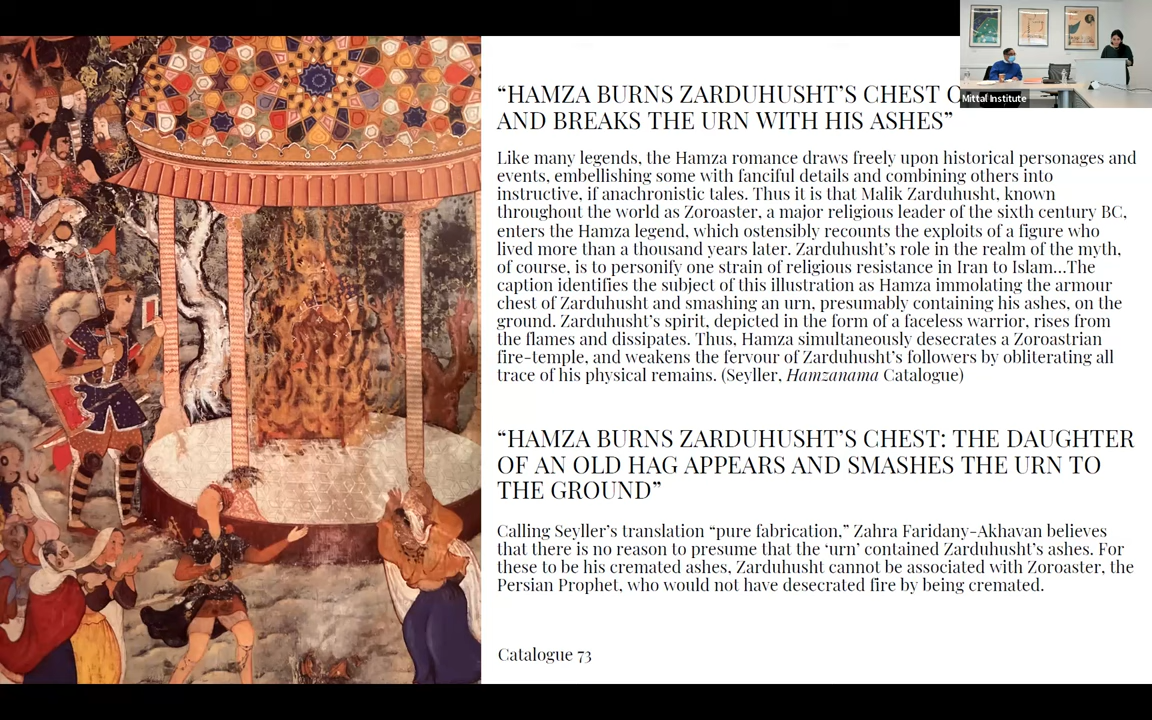 “HAMZA BURNS ZARDUHUSHT’S CHEST
AND BREAKS THE URN WITH HIS ASHES”
Mittal Institute
Like many legends, the Hamza romance draws freely upon historical personages and
events, embellishing some with fanciful details and combining others into
instructive, if anachronistic tales. Thus it is that Malik Zarduhusht, known
throughout the world as Zoroaster, a major religious leader of the sixth century BC,
enters the Hamza legend, which ostensibly recounts the exploits of a figure who
lived more than a thousand years later. Zarduhusht’s role in the realm of the myth,
of course, is to personify one strain of religious resistance in Iran to Islam...The
caption identifies the subject of this illustration as Hamza immolating the armour
chest of Zarduhusht and smashing an urn, presumably containing his ashes, on the
ground. Zarduhusht’s spirit, depicted in the form of a faceless warrior, rises from
the flames and dissipates. Thus, Hamza simultaneously desecrates a Zoroastrian
fire-temple, and weakens the fervour of Zarduhusht’s followers by obliterating all
trace of his physical remains. (Seyller, Hamzanama Catalogue)
“HAMZA BURNS ZARDUHUSHT’S CHEST: THE DAUGHTER
OF AN OLD HAG APPEARS AND SMASHES THE URN TO
THE GROUND”
Calling Seyller’s translation “pure fabrication,” Zahra Faridany-Akhavan believes
that there is no reason to presume that the ‘urn’ contained Zarduhusht’s ashes. For
these to be his cremated ashes, Zarduhusht cannot be associated with Zoroaster, the
Persian Prophet, who would not have desecrated fire by being cremated.
Catalogue 73